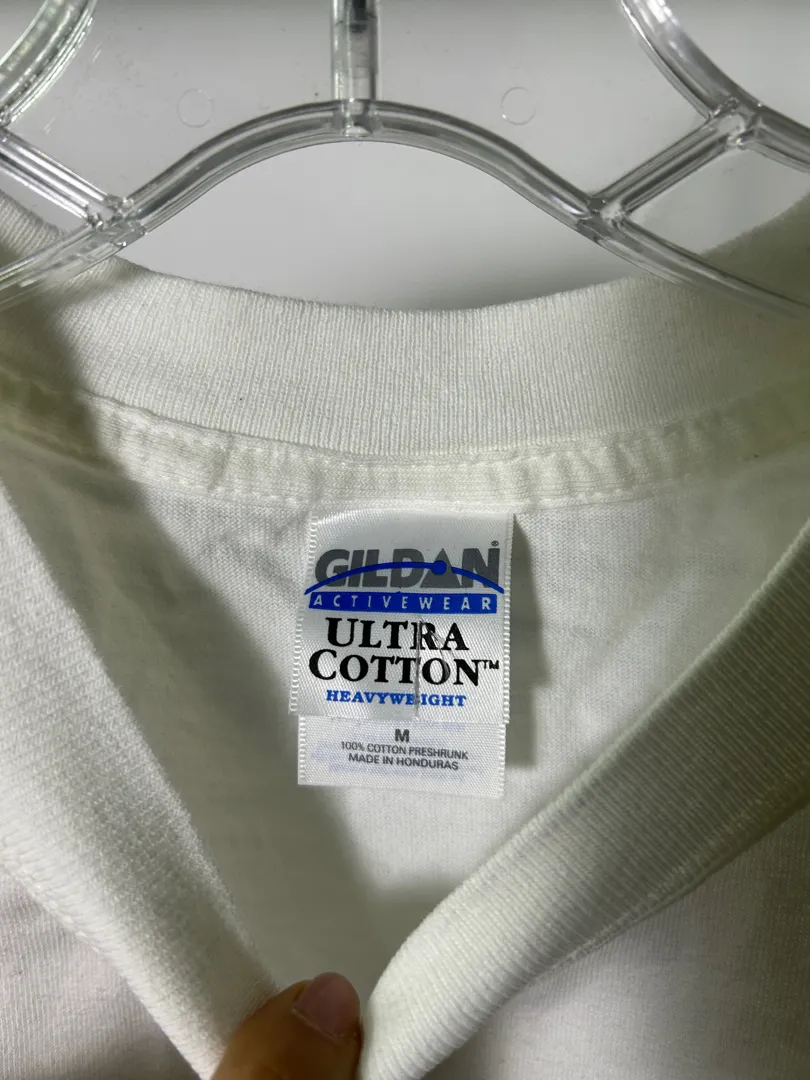 GILDAN®
ACTIVEWEAR
ULTRA
COTTON™
HEAVYWEIGHT
M
100% COTTON PRESHRUNK
MADE IN HONDURAS